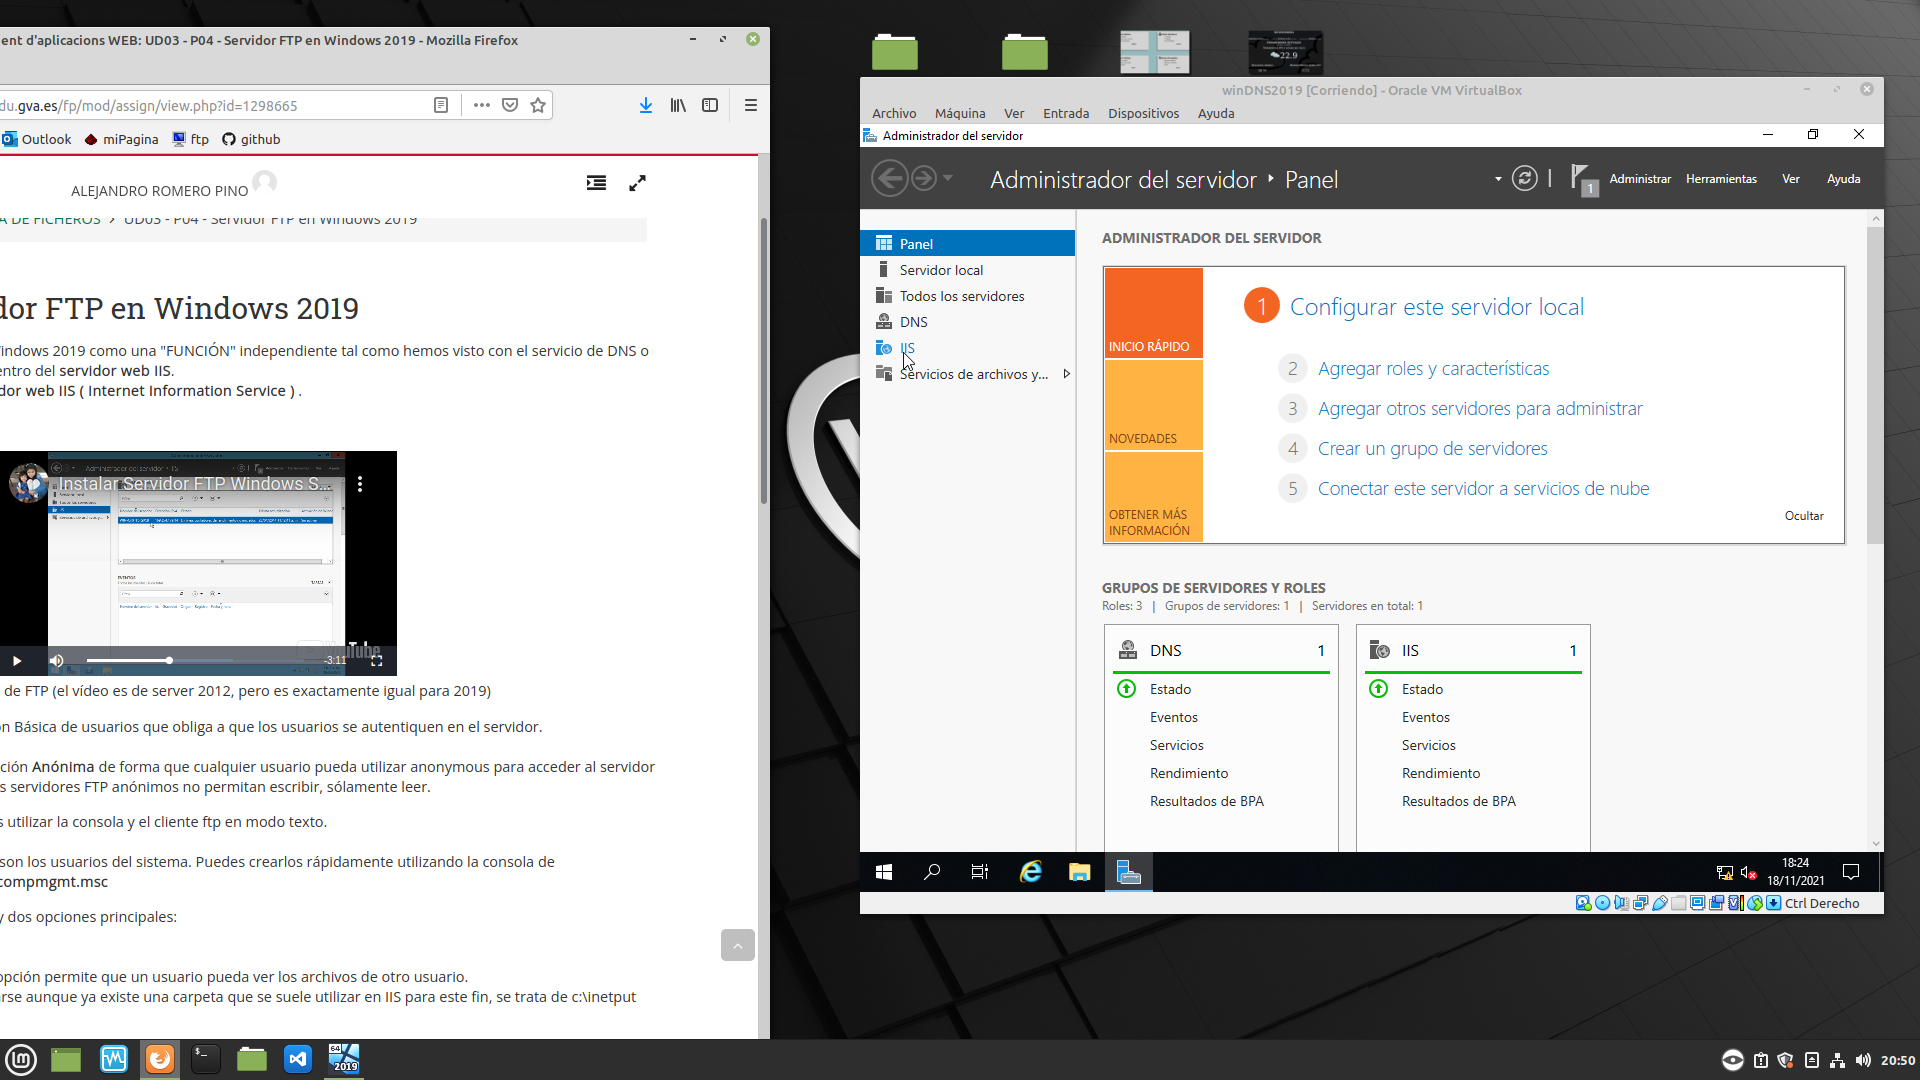 ent d'aplicacions WEB: UD03 - P04 - Servidor FTP en Windows 2019 - Mozilla Firefox
du.gva.es/fp/mod/assign/view.php?id=1298665
Outlook
miPagina
ftp
github
ALEJANDRO ROMERO PINO
A DE FICHEROS > UD03 - P04 - Servidor FTP en Windows 2019
dor FTP en Windows 2019
Windows 2019 como una "FUNCIÓN" independiente tal como hemos visto con el servicio de DNS o
entro del servidor web IIS.
dor web IIS ( Internet Information Service ) .
Instalar Servidor FTP Windows S...
-3:11
de FTP (el vídeo es de server 2012, pero es exactamente igual para 2019)
ón Básica de usuarios que obliga a que los usuarios se autentiquen en el servidor.
ción Anónima de forma que cualquier usuario pueda utilizar anonymous para acceder al servidor
s servidores FTP anónimos no permitan escribir, sólamente leer.
s utilizar la consola y el cliente ftp en modo texto.
son los usuarios del sistema. Puedes crearlos rápidamente utilizando la consola de
compmgmt.msc
y dos opciones principales:
opción permite que un usuario pueda ver los archivos de otro usuario.
arse aunque ya existe una carpeta que se suele utilizar en IIS para este fin, se trata de c:\inetput
22.9
winDNS2019 [Corriendo] - Oracle VM VirtualBox
Archivo
Máquina
Ver
Entrada
Dispositivos
Ayuda
Administrador del servidor
Administrador del servidor ‣ Panel
1
Administrar
Herramientas
Ver
Ayuda
Panel
Servidor local
Todos los servidores
DNS
IIS
Servicios de archivos y...
ADMINISTRADOR DEL SERVIDOR
INICIO RÁPIDO
NOVEDADES
OBTENER MÁS
INFORMACIÓN
1 Configurar este servidor local
2 Agregar roles y características
3 Agregar otros servidores para administrar
4 Crear un grupo de servidores
5 Conectar este servidor a servicios de nube
Ocultar
GRUPOS DE SERVIDORES Y ROLES
Roles: 3 | Grupos de servidores: 1 | Servidores en total: 1
DNS 1
Estado
Eventos
Servicios
Rendimiento
Resultados de BPA
IIS 1
Estado
Eventos
Servicios
Rendimiento
Resultados de BPA
18:24
18/11/2021
Ctrl Derecho
64
2019
20:50